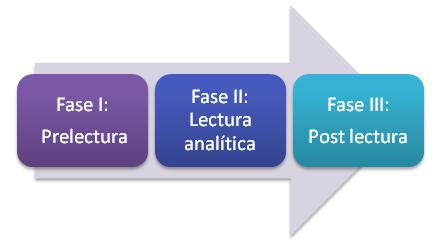 Fase I:
Prelectura
Fase II:
Lectura
analítica
Fase III:
Post lectura